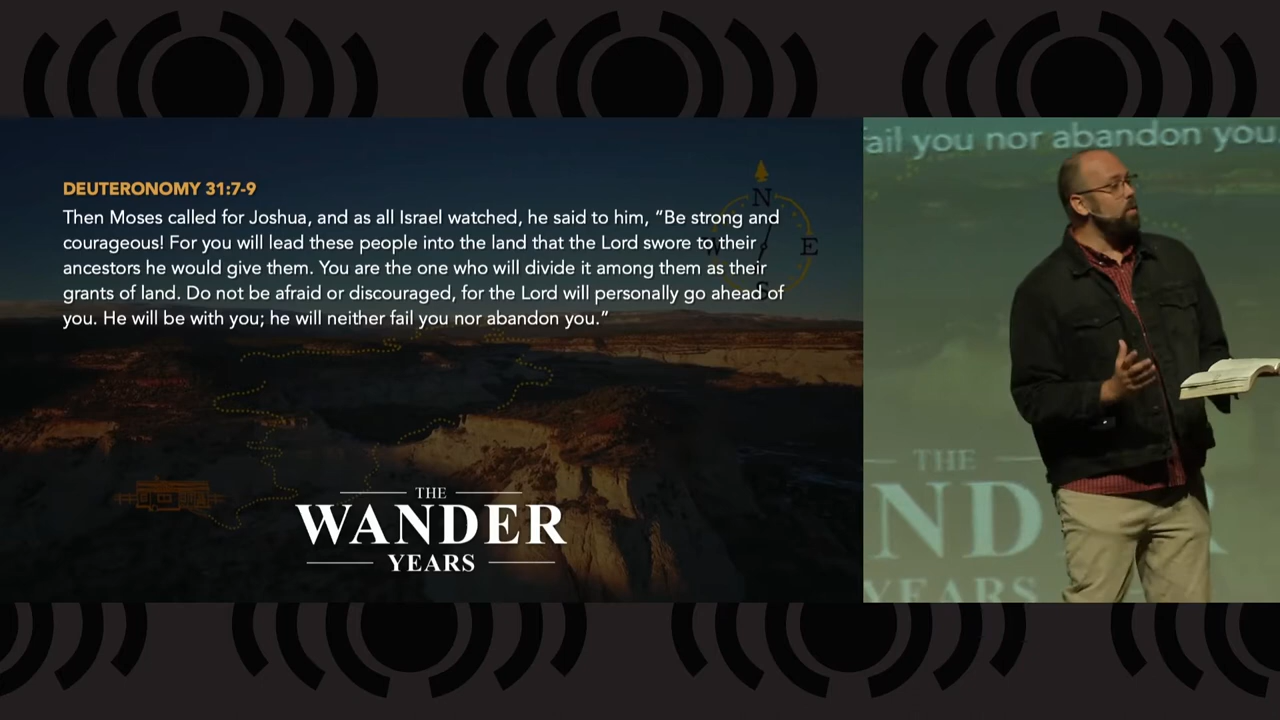 DEUTERONOMY 31:7-9
Then Moses called for Joshua, and as all Israel watched, he said to him, “Be strong and
courageous! For you will lead these people into the land that the Lord swore to their
ancestors he would give them. You are the one who will divide it among them as their
grants of land. Do not be afraid or discouraged, for the Lord will personally go ahead of
you. He will be with you; he will neither fail you nor abandon you.”
N
W E
S
THE
WANDER
YEARS
fail you nor abandon you.
THE
NDER
YEARS